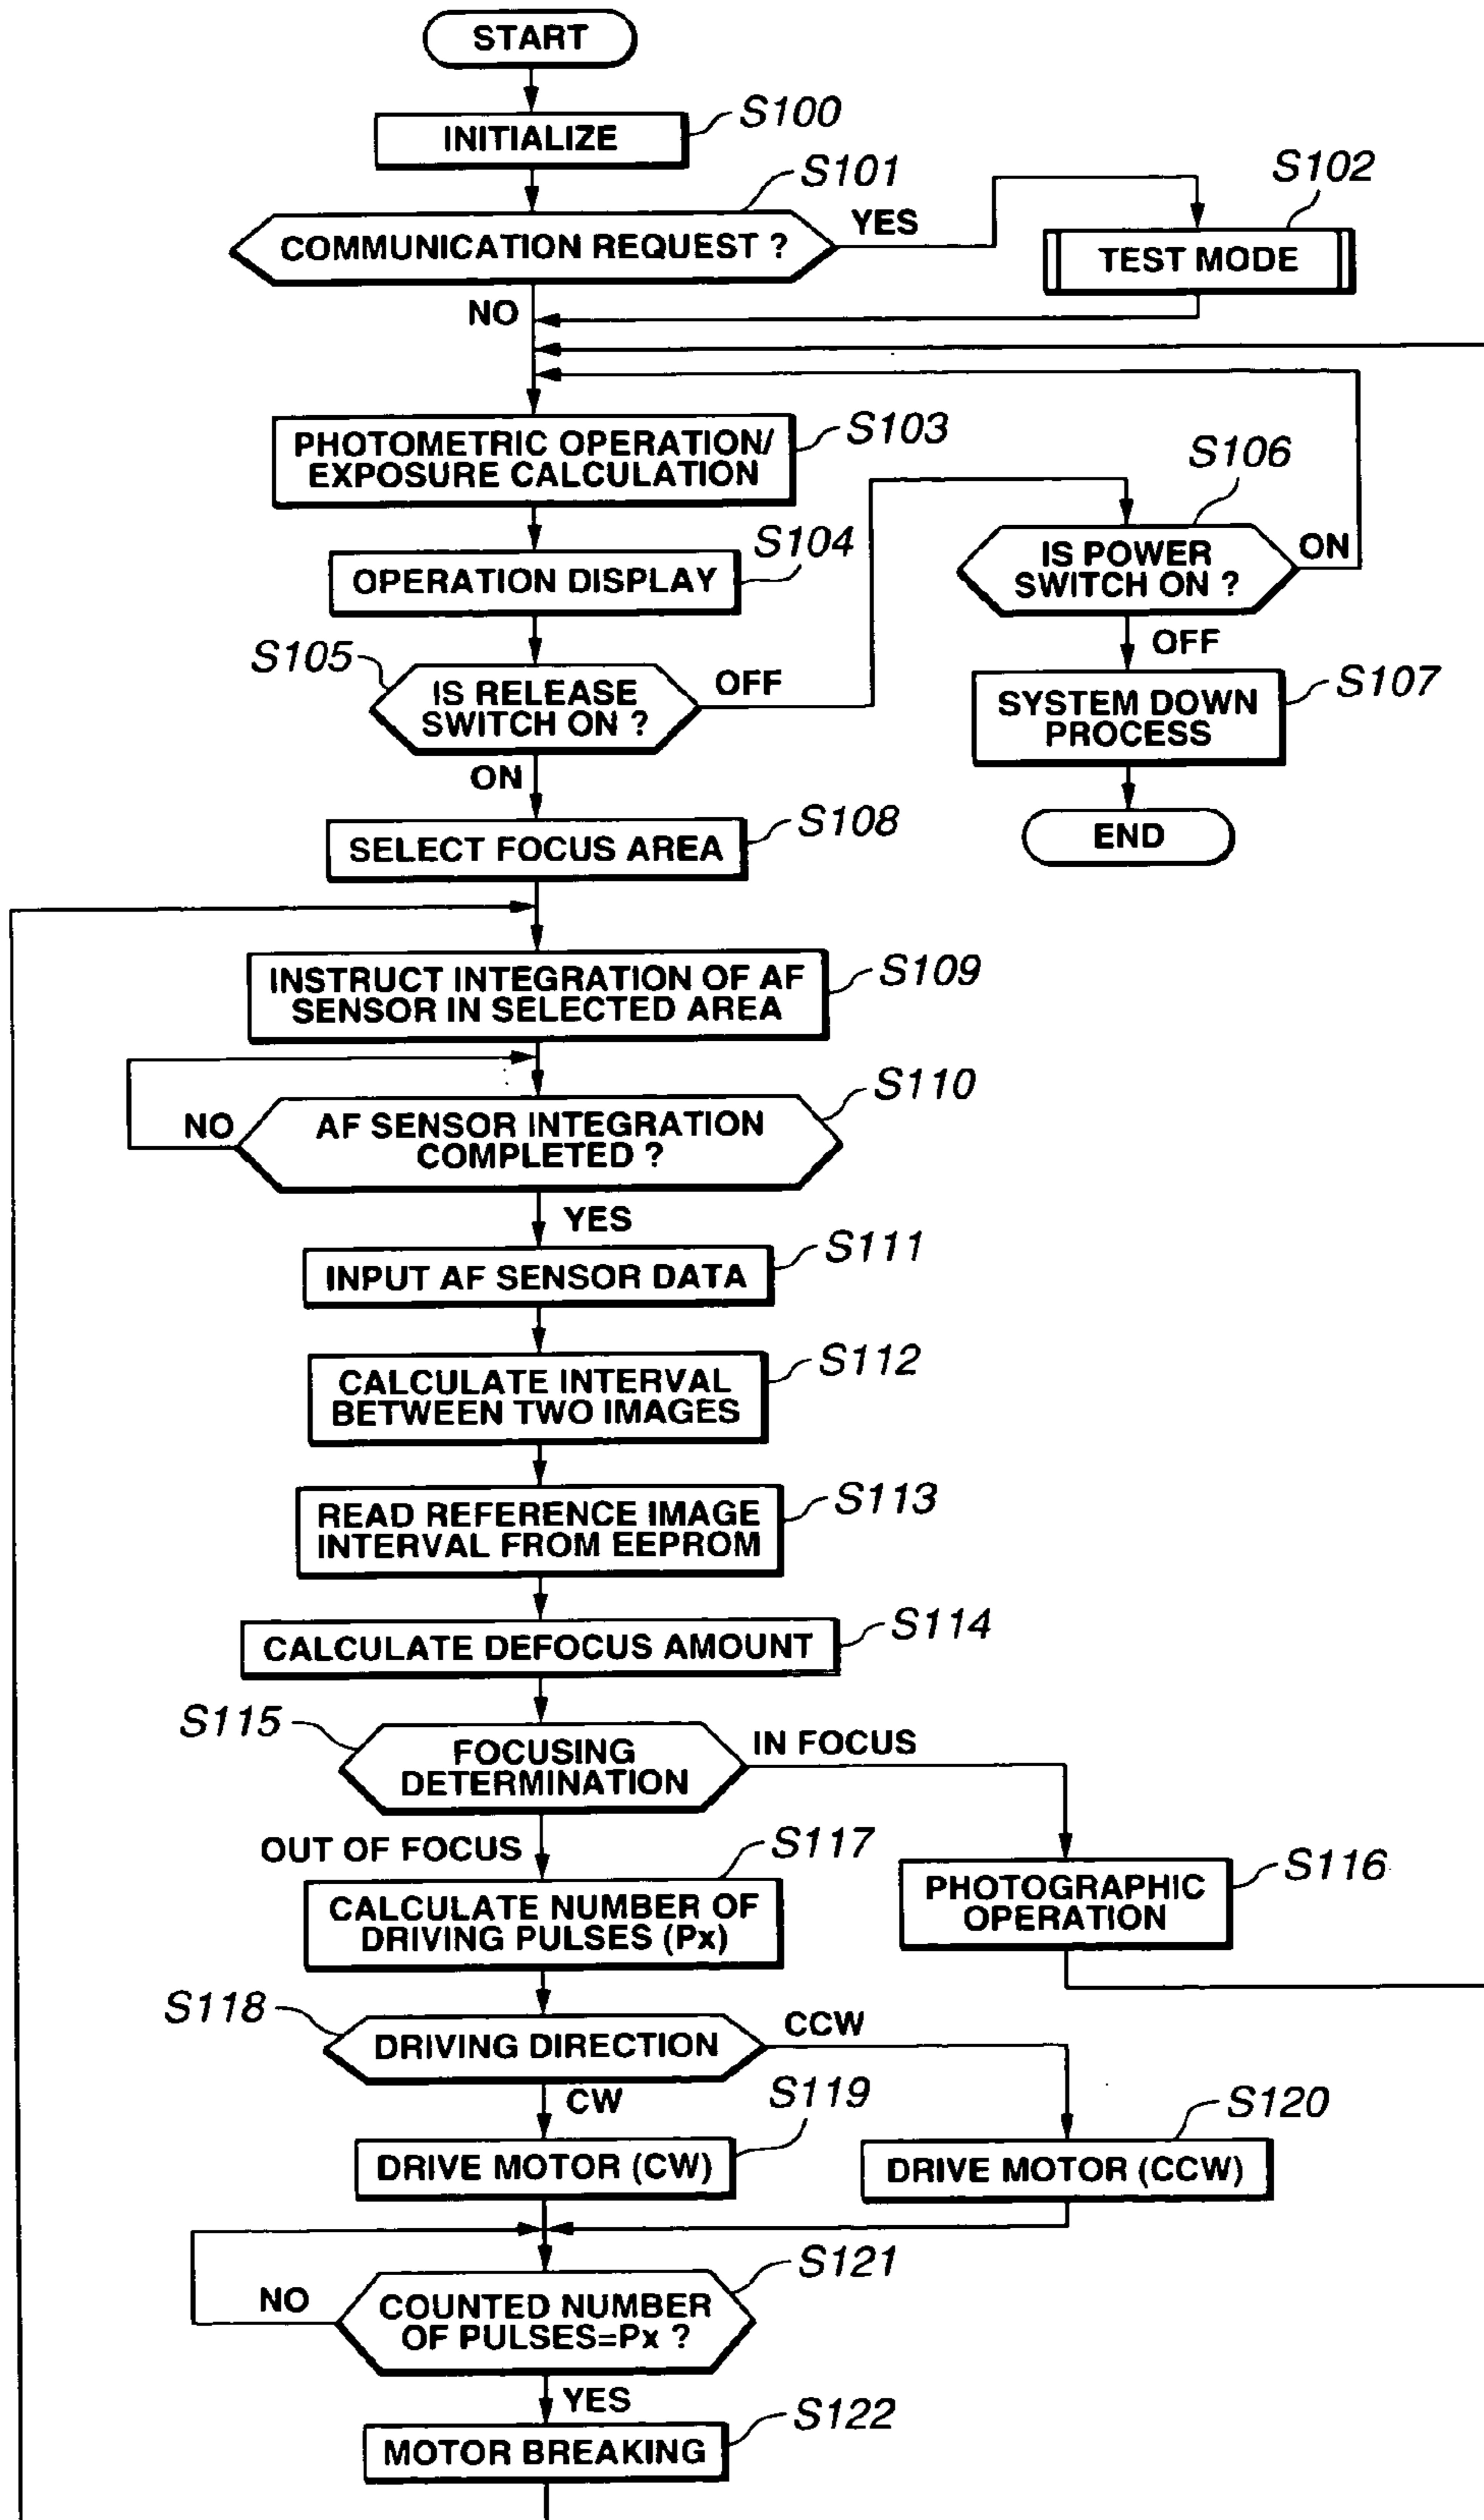 START
INITIALIZE
S100
S101
COMMUNICATION REQUEST ?
YES
S102
TEST MODE
NO
PHOTOMETRIC OPERATION/
EXPOSURE CALCULATION
S103
S104
OPERATION DISPLAY
S105
IS RELEASE
SWITCH ON ?
OFF
ON
S106
IS POWER
SWITCH ON ?
ON
OFF
SYSTEM DOWN
PROCESS
S107
END
SELECT FOCUS AREA
S108
INSTRUCT INTEGRATION OF AF
SENSOR IN SELECTED AREA
S109
AF SENSOR INTEGRATION
COMPLETED ?
S110
NO
YES
INPUT AF SENSOR DATA
S111
CALCULATE INTERVAL
BETWEEN TWO IMAGES
S112
READ REFERENCE IMAGE
INTERVAL FROM EEPROM
S113
CALCULATE DEFOCUS AMOUNT
S114
S115
FOCUSING
DETERMINATION
IN FOCUS
OUT OF FOCUS
PHOTOGRAPHIC
OPERATION
S116
S117
CALCULATE NUMBER OF
DRIVING PULSES (Px)
S118
DRIVING DIRECTION
CCW
CW
S119
DRIVE MOTOR (CW)
S120
DRIVE MOTOR (CCW)
S121
COUNTED NUMBER
OF PULSES=Px ?
NO
YES
MOTOR BREAKING
S122